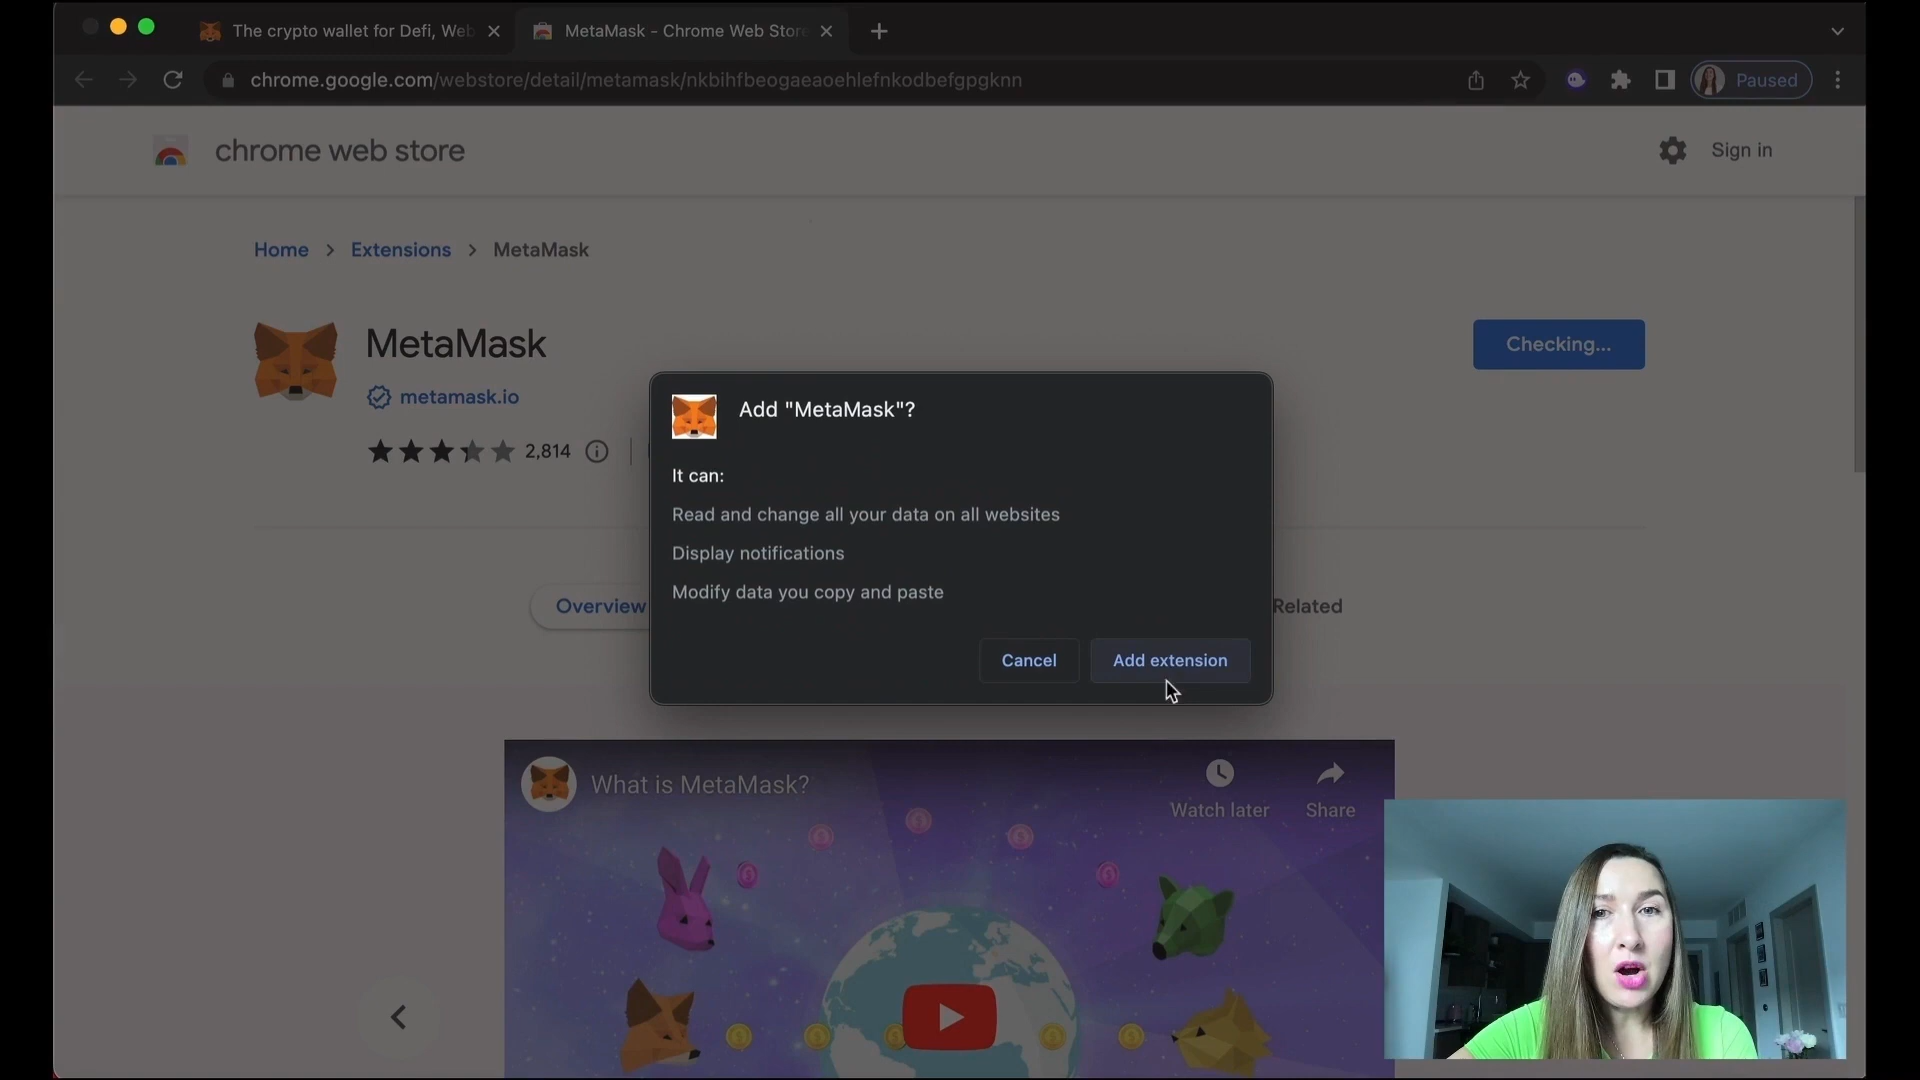 The crypto wallet for Defi, Web
MetaMask - Chrome Web Store
chrome.google.com/webstore/detail/metamask/nkbihfbeogaeaoehlefnkodbefgpgknn
Paused
chrome web store
Sign in
Home > Extensions > MetaMask
MetaMask
Checking...
metamask.io
2,814
Add "MetaMask"?
It can:
Read and change all your data on all websites
Display notifications
Modify data you copy and paste
Cancel
Add extension
Overview
Related
What is MetaMask?
Watch later
Share